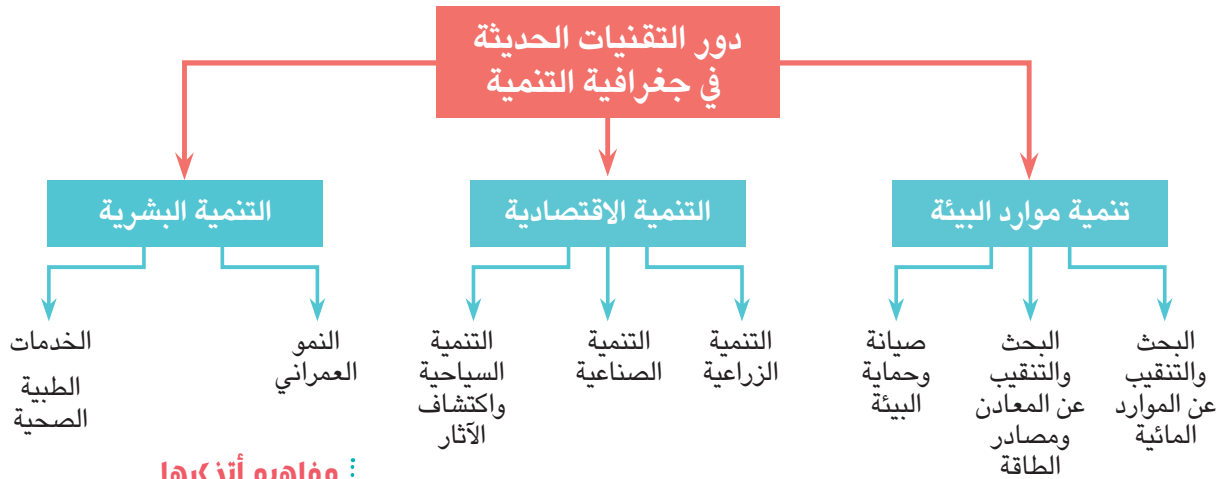 دور التقنيات الحديثة
في جغرافية التنمية
تنمية موارد البيئة
التنمية الاقتصادية
التنمية البشرية
البحث
والتنقيب
عن الموارد
المائية
البحث
والتنقيب
عن المعادن
ومصادر
الطاقة
صيانة
وحماية
البيئة
التنمية
الزراعية
التنمية
الصناعية
التنمية
السياحية
واكتشاف
الآثار
النمو
العمراني
الخدمات
الطبية
الصحية
مفاهيم أتذكرها